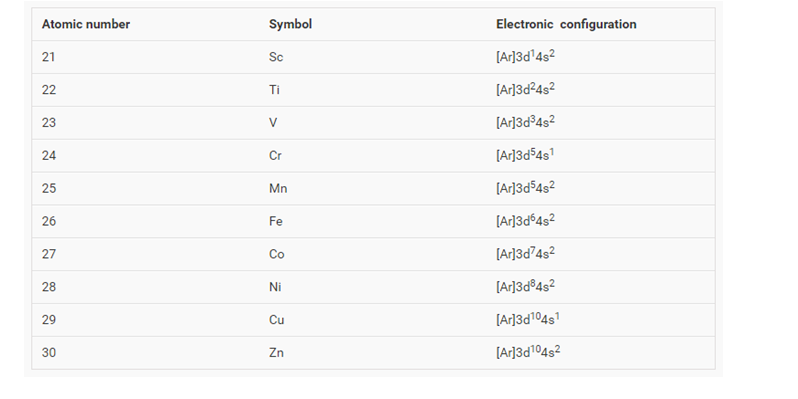 Atomic number Symbol Electronic configuration
21 Sc [Ar]3d¹4s²
22 Ti [Ar]3d²4s²
23 V [Ar]3d³4s²
24 Cr [Ar]3d⁵4s¹
25 Mn [Ar]3d⁵4s²
26 Fe [Ar]3d⁶4s²
27 Co [Ar]3d⁷4s²
28 Ni [Ar]3d⁸4s²
29 Cu [Ar]3d¹⁰4s¹
30 Zn [Ar]3d¹⁰4s²